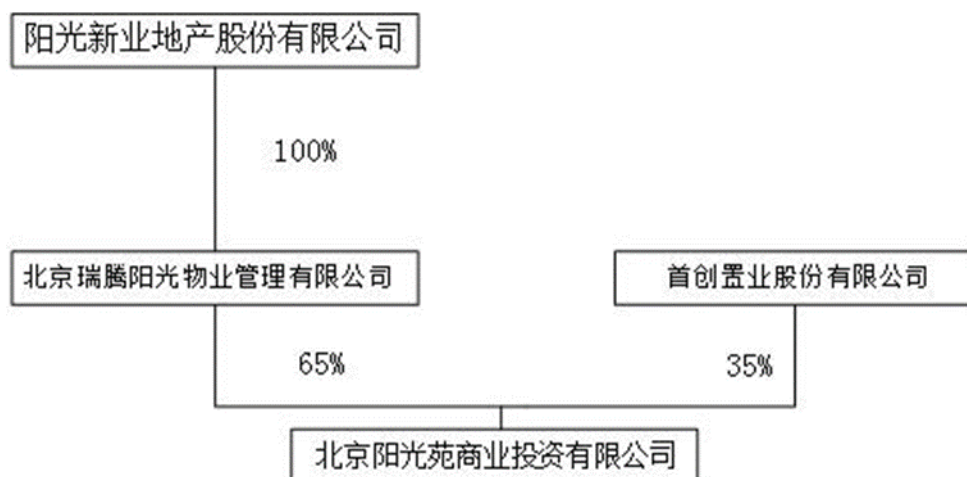 阳光新业地产股份有限公司
100%
北京瑞腾阳光物业管理有限公司
首创置业股份有限公司
65%
35%
北京阳光苑商业投资有限公司